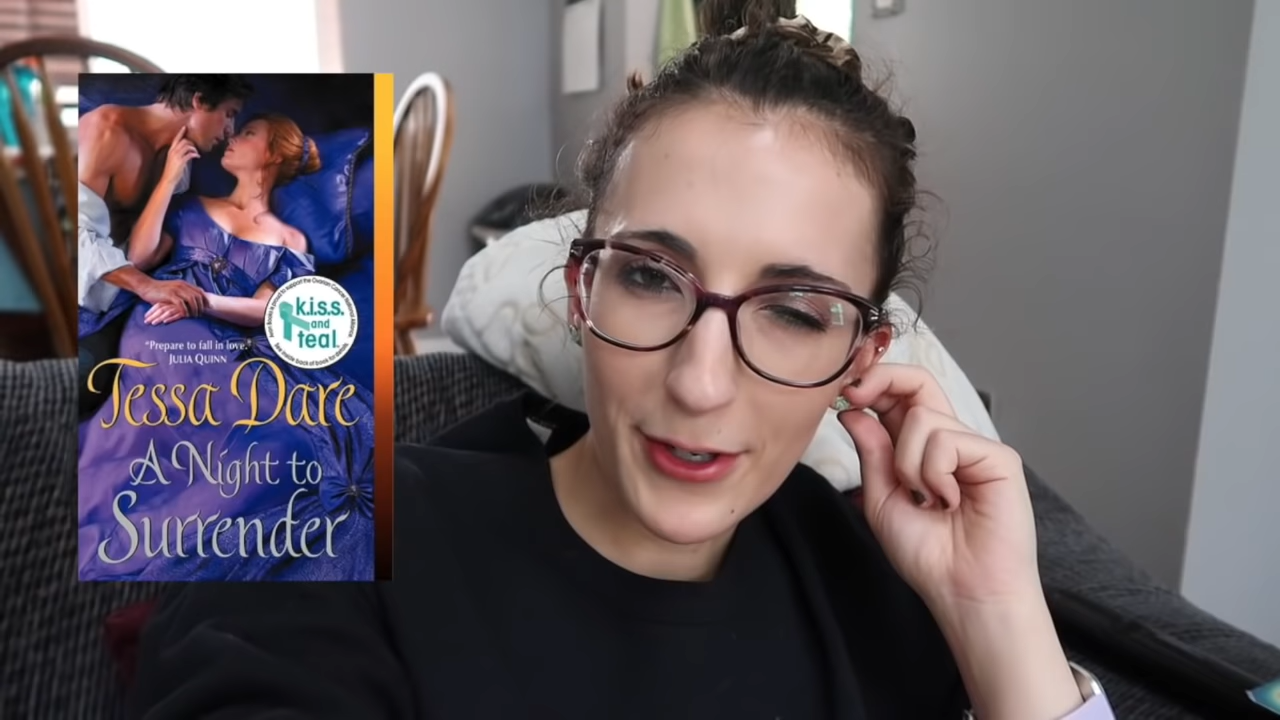 k.i.s.s.
and
teal
"Prepare to fall in love."
JULIA QUINN
Tessa Dare
A Night to
Surrender